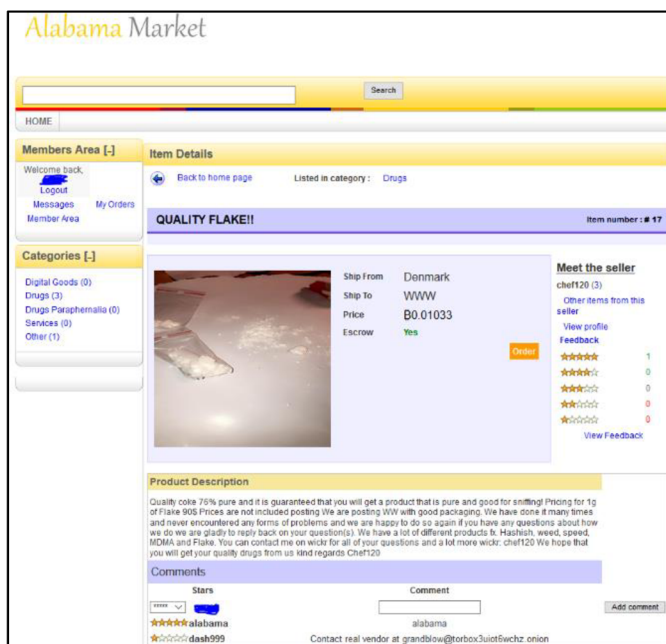 Alabama Market
Search
HOME
Members Area [-]
Welcome back,
Logout
Messages My Orders
Member Area
Categories [-]
Digital Goods (0)
Drugs (3)
Drugs Paraphernalia (0)
Services (0)
Other (1)
Item Details
Back to home page Listed in category : Drugs
QUALITY FLAKE!! Item number : # 17
Ship From Denmark
Ship To WWW
Price Ƀ0.01033
Escrow Yes
Order
Meet the seller
chef120 (3)
Other items from this
seller
View profile
Feedback
1
0
0
0
0
View Feedback
Product Description
Quality coke 76% pure and it is guaranteed that you will get a product that is pure and good for sniffing! Pricing for 1g
of Flake 90$ Prices are not included posting We are posting WW with good packaging. We have done it many times
and never encountered any forms of problems and we are happy to do so again if you have any questions about how
we do we are gladly to reply back on your question(s). We have a lot of different products fx: Hashish, weed, speed,
MDMA and Flake. You can contact me on wickr for all of your questions and a lot more wickr: chef120 We hope that
you will get your quality drugs from us kind regards Chef120
Comments
Stars Comment
***** Add comment
alabama alabama
dash999 Contact real vendor at grandblow@torbox3uiot6wchz.onion